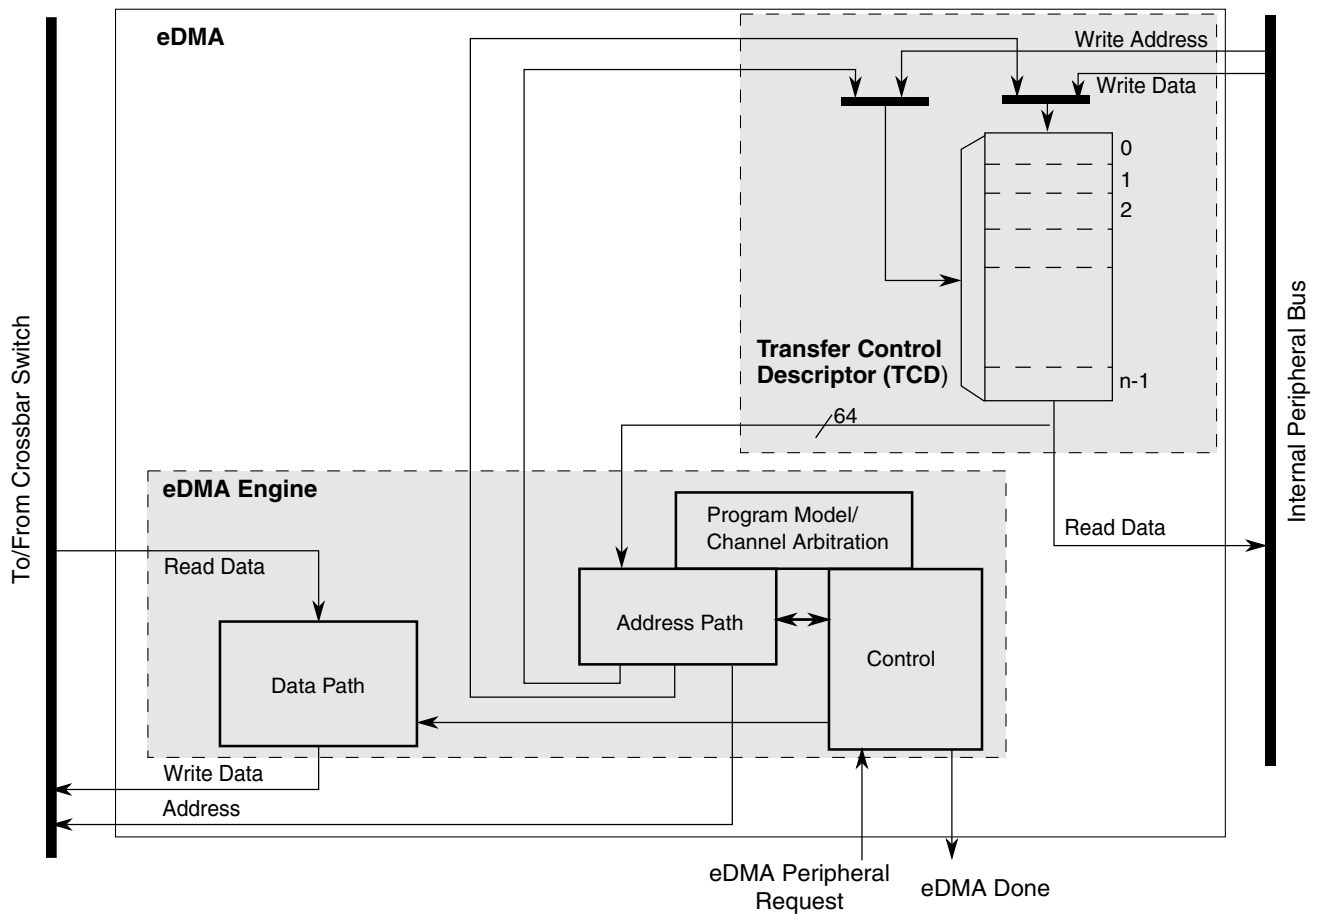 eDMA
Write Address
Write Data
0
1
2
n-1
Transfer Control
Descriptor (TCD)
64
To/From Crossbar Switch
Internal Peripheral Bus
eDMA Engine
Program Model/
Channel Arbitration
Read Data
Read Data
Address Path
Control
Data Path
Write Data
Address
eDMA Peripheral
Request
eDMA Done